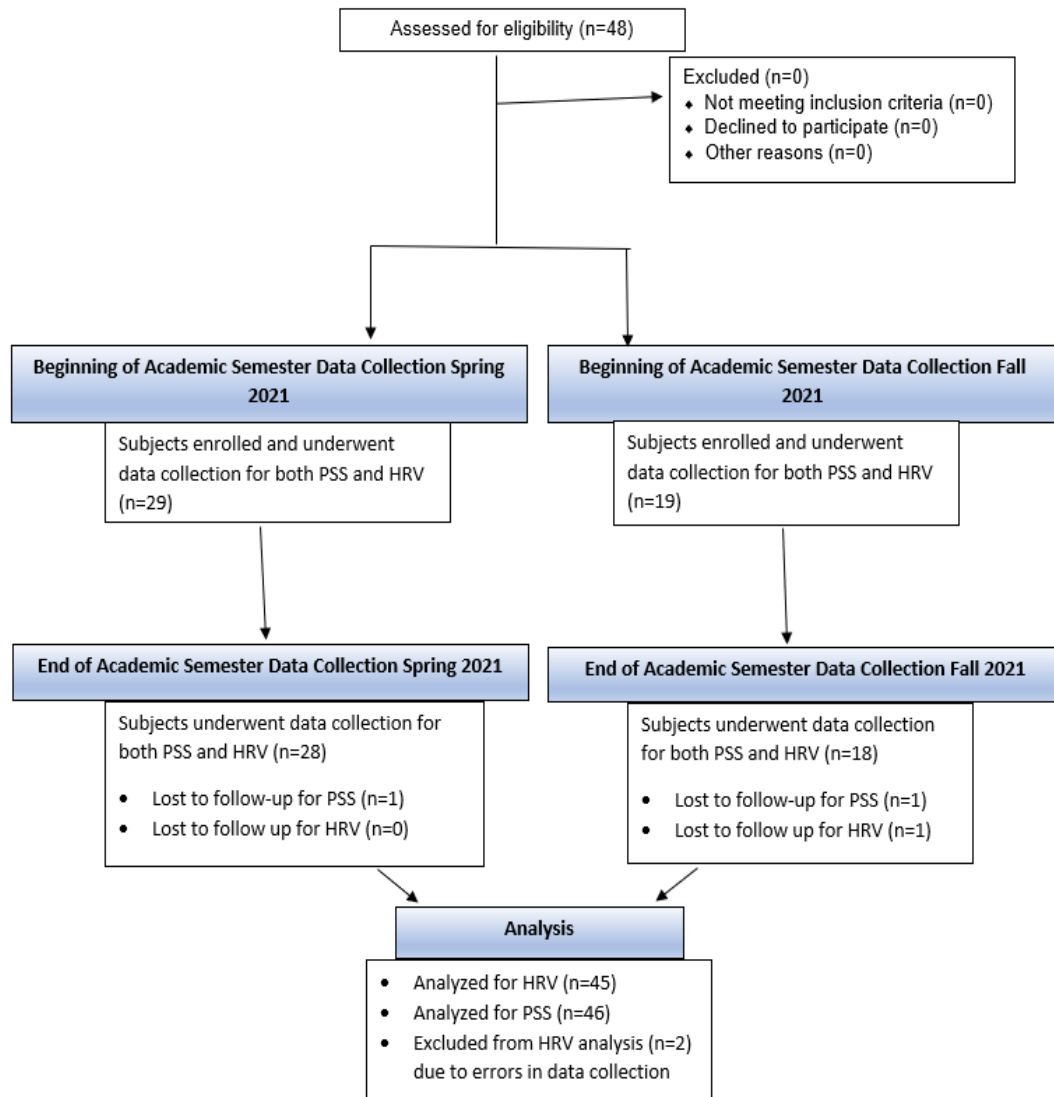 Assessed for eligibility (n=48)
Excluded (n=0)
♦ Not meeting inclusion criteria (n=0)
♦ Declined to participate (n=0)
♦ Other reasons (n=0)
Beginning of Academic Semester Data Collection Spring
2021
Subjects enrolled and underwent
data collection for both PSS and HRV
(n=29)
Beginning of Academic Semester Data Collection Fall
2021
Subjects enrolled and underwent
data collection for both PSS and HRV
(n=19)
End of Academic Semester Data Collection Spring 2021
Subjects underwent data collection for
both PSS and HRV (n=28)
• Lost to follow-up for PSS (n=1)
• Lost to follow up for HRV (n=0)
End of Academic Semester Data Collection Fall 2021
Subjects underwent data collection
for both PSS and HRV (n=18)
• Lost to follow-up for PSS (n=1)
• Lost to follow up for HRV (n=1)
Analysis
• Analyzed for HRV (n=45)
• Analyzed for PSS (n=46)
• Excluded from HRV analysis (n=2)
due to errors in data collection